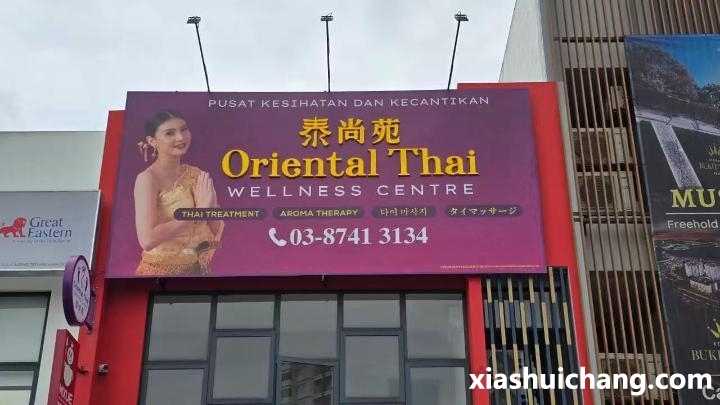 PUSAT KESIHATAN DAN KECANTIKAN
泰尚苑
Oriental Thai
WELLNESS CENTRE
THAI TREATMENT
AROMA THERAPY
타이 마사지
タイマッサージ
03-8741 3134
Great
Eastern
MUS
Freehold
xiashuichang.com